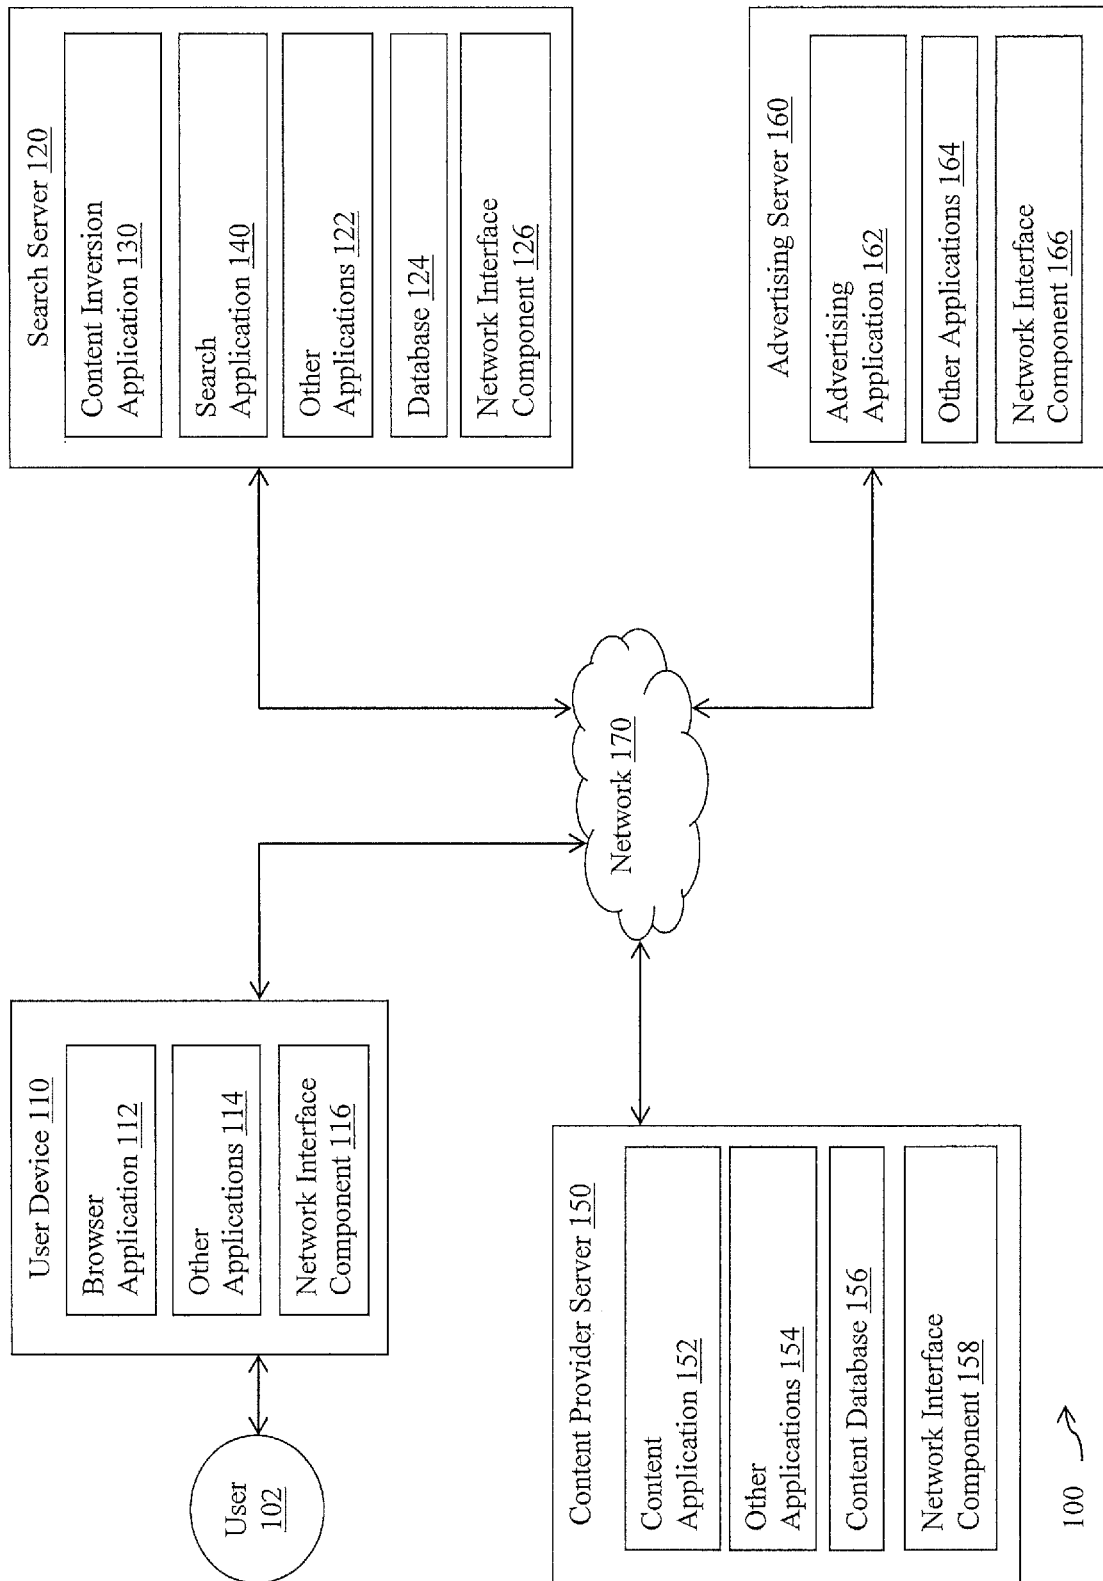 User
102
User Device 110
Browser
Application 112
Other
Applications 114
Network Interface
Component 116
Search Server 120
Content Inversion
Application 130
Search
Application 140
Other
Applications 122
Database 124
Network Interface
Component 126
Network 170
Content Provider Server 150
Content
Application 152
Other
Applications 154
Content Database 156
Network Interface
Component 158
Advertising Server 160
Advertising
Application 162
Other Applications 164
Network Interface
Component 166
100